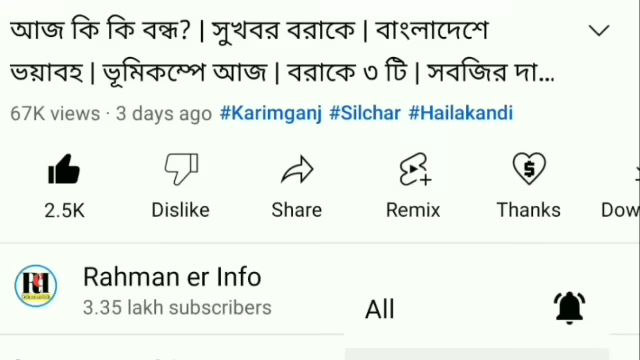 আজ কি কি বন্ধ? | সুখবর বরাকে | বাংলাদেশে
ভয়াবহ | ভূমিকম্পে আজ | বরাকে ৩ টি | সবজির দা...
67K views · 3 days ago #Karimganj #Silchar #Hailakandi
2.5K Dislike Share Remix Thanks Dow
Rahman er Info
3.35 lakh subscribers
All